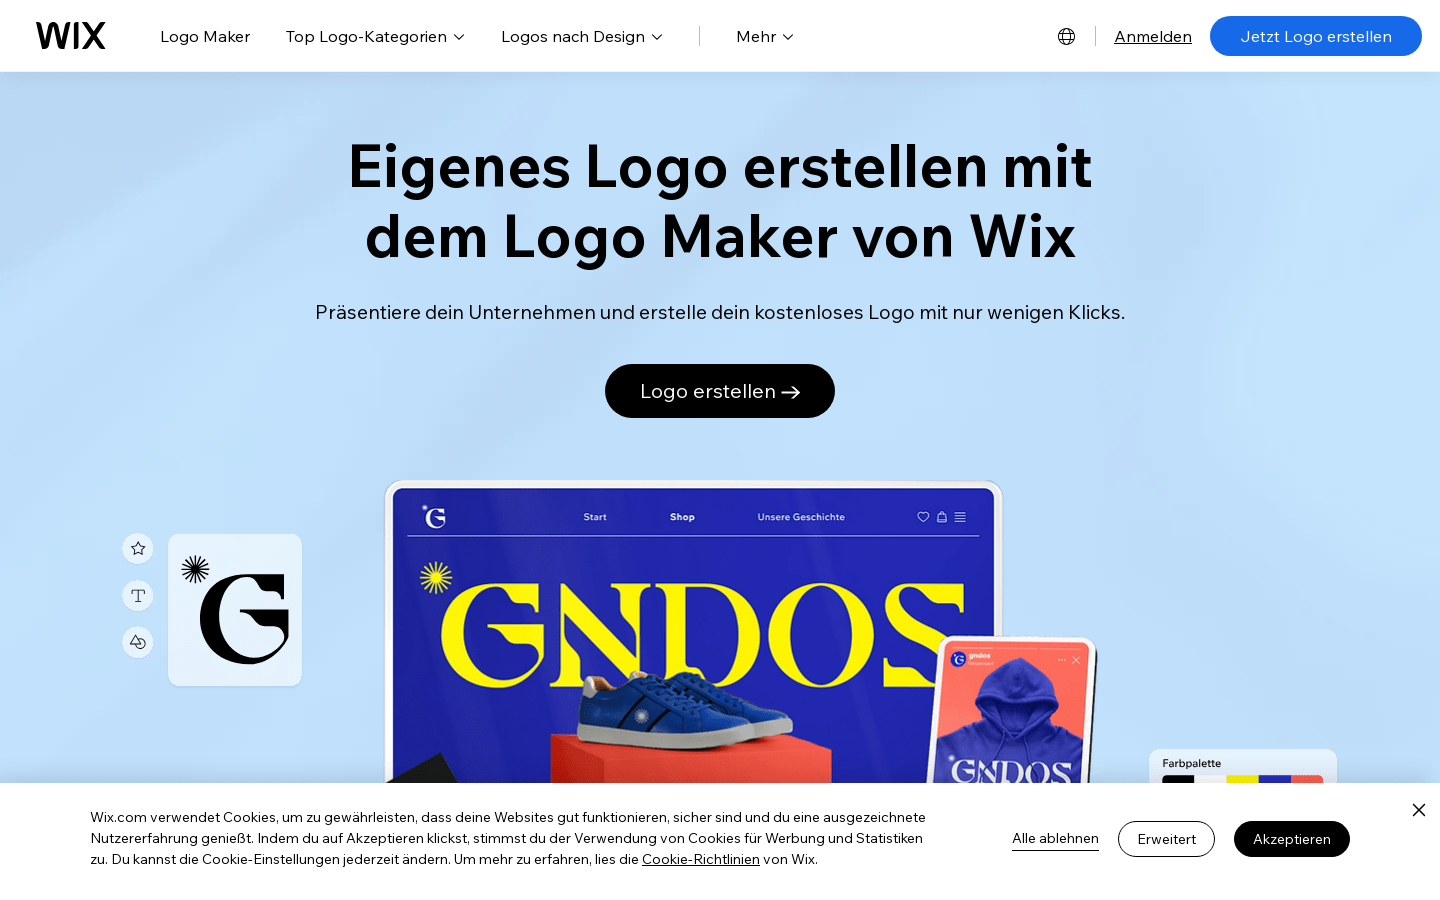 WIX
Logo Maker
Top Logo-Kategorien
Logos nach Design
Mehr
Anmelden
Jetzt Logo erstellen
Eigenes Logo erstellen mit
dem Logo Maker von Wix
Präsentiere dein Unternehmen und erstelle dein kostenloses Logo mit nur wenigen Klicks.
Logo erstellen →
G
Start
Shop
Unsere Geschichte
GNDOS
T
G
G
gndos
GNDOS
Farbpalette
Wix.com verwendet Cookies, um zu gewährleisten, dass deine Websites gut funktionieren, sicher sind und du eine ausgezeichnete
Nutzererfahrung genießt. Indem du auf Akzeptieren klickst, stimmst du der Verwendung von Cookies für Werbung und Statistiken
zu. Du kannst die Cookie-Einstellungen jederzeit ändern. Um mehr zu erfahren, lies die Cookie-Richtlinien von Wix.
Alle ablehnen
Erweitert
Akzeptieren